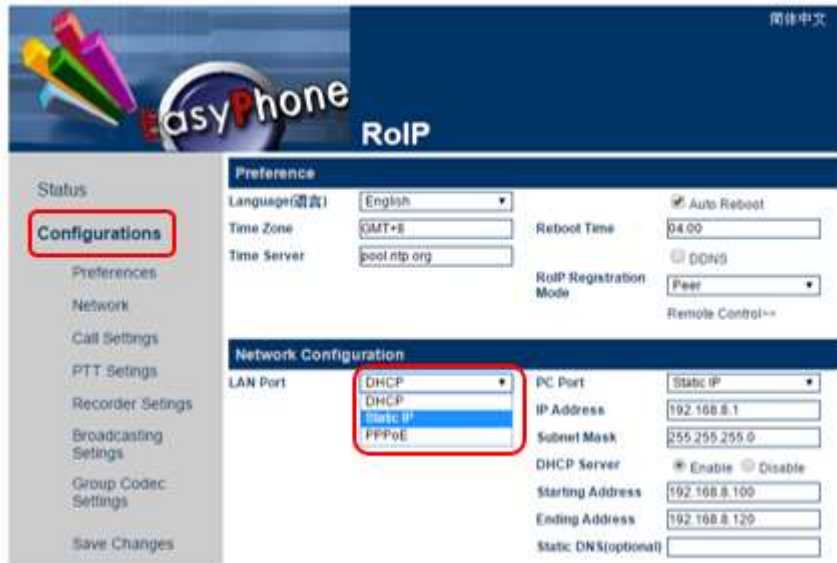 简体中文
EasyPhone
RoIP
Status
Configurations
Preferences
Network
Call Settings
PTT Setings
Recorder Setings
Broadcasting
Setings
Group Codec
Settings
Save Changes
Preference
Language(语言) English
Auto Reboot
Time Zone GMT+8
Reboot Time 04:00
Time Server pool.ntp.org
DDNS
RoIP Registration
Mode Peer
Remote Control>>
Network Configuration
LAN Port DHCP
DHCP
Static IP
PPPoE
PC Port Static IP
IP Address 192.168.8.1
Subnet Mask 255.255.255.0
DHCP Server Enable Disable
Starting Address 192.168.8.100
Ending Address 192.168.8.120
Static DNS(optional)